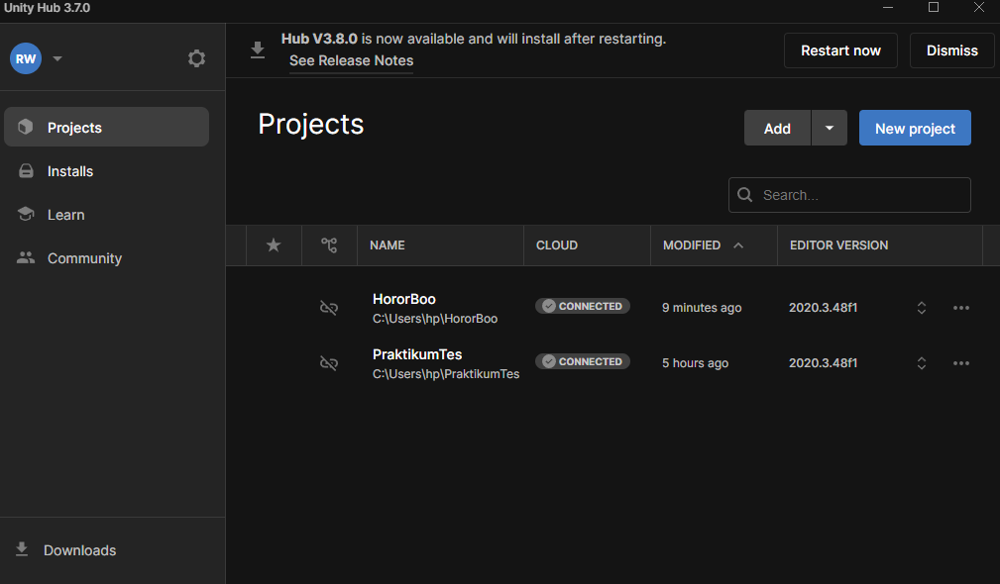 Unity Hub 3.7.0
RW
Hub V3.8.0 is now available and will install after restarting.
See Release Notes
Restart now
Dismiss
Projects
Installs
Learn
Community
Downloads
Projects
Add
New project
Search...
NAME CLOUD MODIFIED EDITOR VERSION
HororBoo CONNECTED 9 minutes ago 2020.3.48f1
C:\Users\hp\HororBoo
PraktikumTes CONNECTED 5 hours ago 2020.3.48f1
C:\Users\hp\PraktikumTes